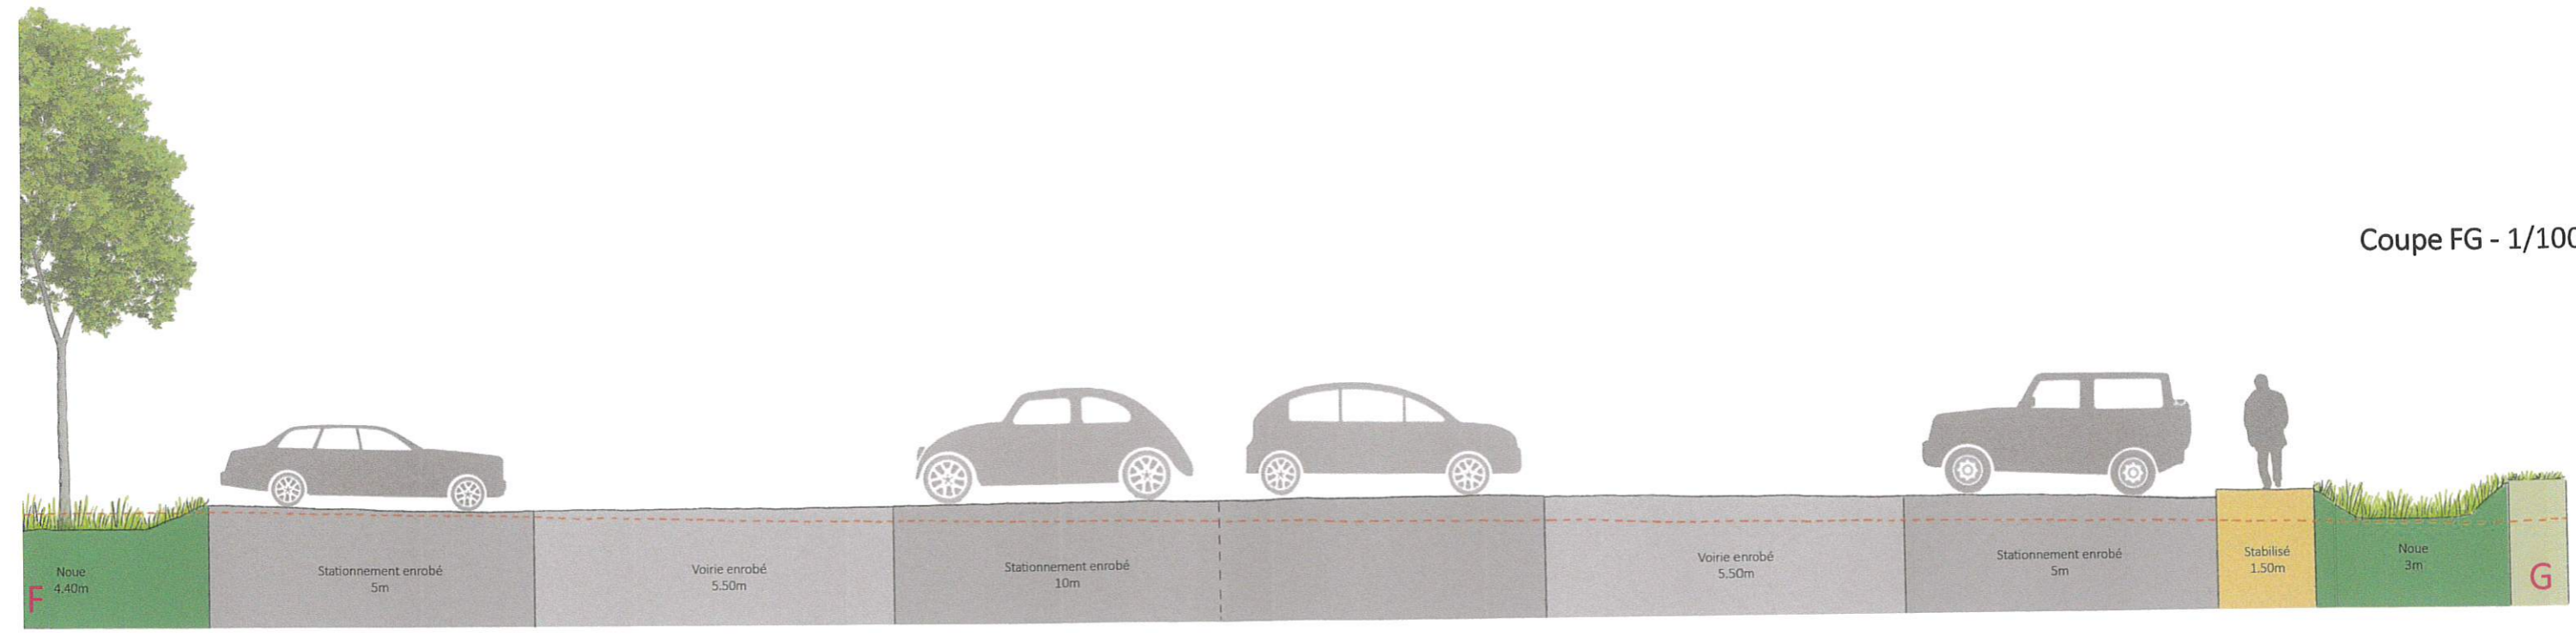 Coupe FG - 1/100
Noue
4.40m
F
Stationnement enrobé
5m
Voirie enrobé
5.50m
Stationnement enrobé
10m
Voirie enrobé
5.50m
Stationnement enrobé
5m
Stabilisé
1.50m
Noue
3m
G